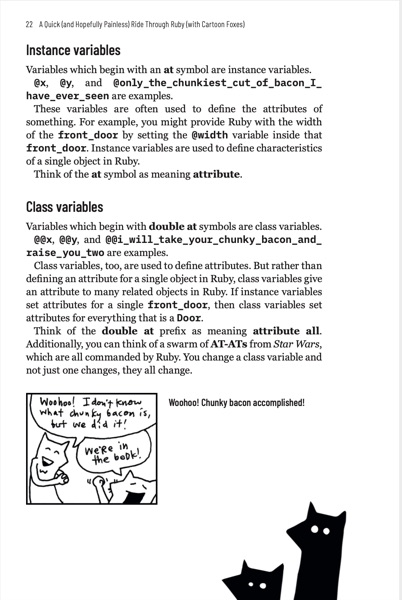 22 A Quick (and Hopefully Painless) Ride Through Ruby (with Cartoon Foxes)
Instance variables
Variables which begin with an at symbol are instance variables.
@x, @y, and @only_the_chunkiest_cut_of_bacon_I_
have_ever_seen are examples.
These variables are often used to define the attributes of
something. For example, you might provide Ruby with the width
of the front_door by setting the @width variable inside that
front_door. Instance variables are used to define characteristics
of a single object in Ruby.
Think of the at symbol as meaning attribute.
Class variables
Variables which begin with double at symbols are class variables.
@@x, @@y, and @@i_will_take_your_chunky_bacon_and_
raise_you_two are examples.
Class variables, too, are used to define attributes. But rather than
defining an attribute for a single object in Ruby, class variables give
an attribute to many related objects in Ruby. If instance variables
set attributes for a single front_door, then class variables set
attributes for everything that is a Door.
Think of the double at prefix as meaning attribute all.
Additionally, you can think of a swarm of AT-ATs from Star Wars,
which are all commanded by Ruby. You change a class variable and
not just one changes, they all change.
Woohoo! I don't know
what chunky bacon is,
but we did it!
We're in
the book!
Woohoo! Chunky bacon accomplished!